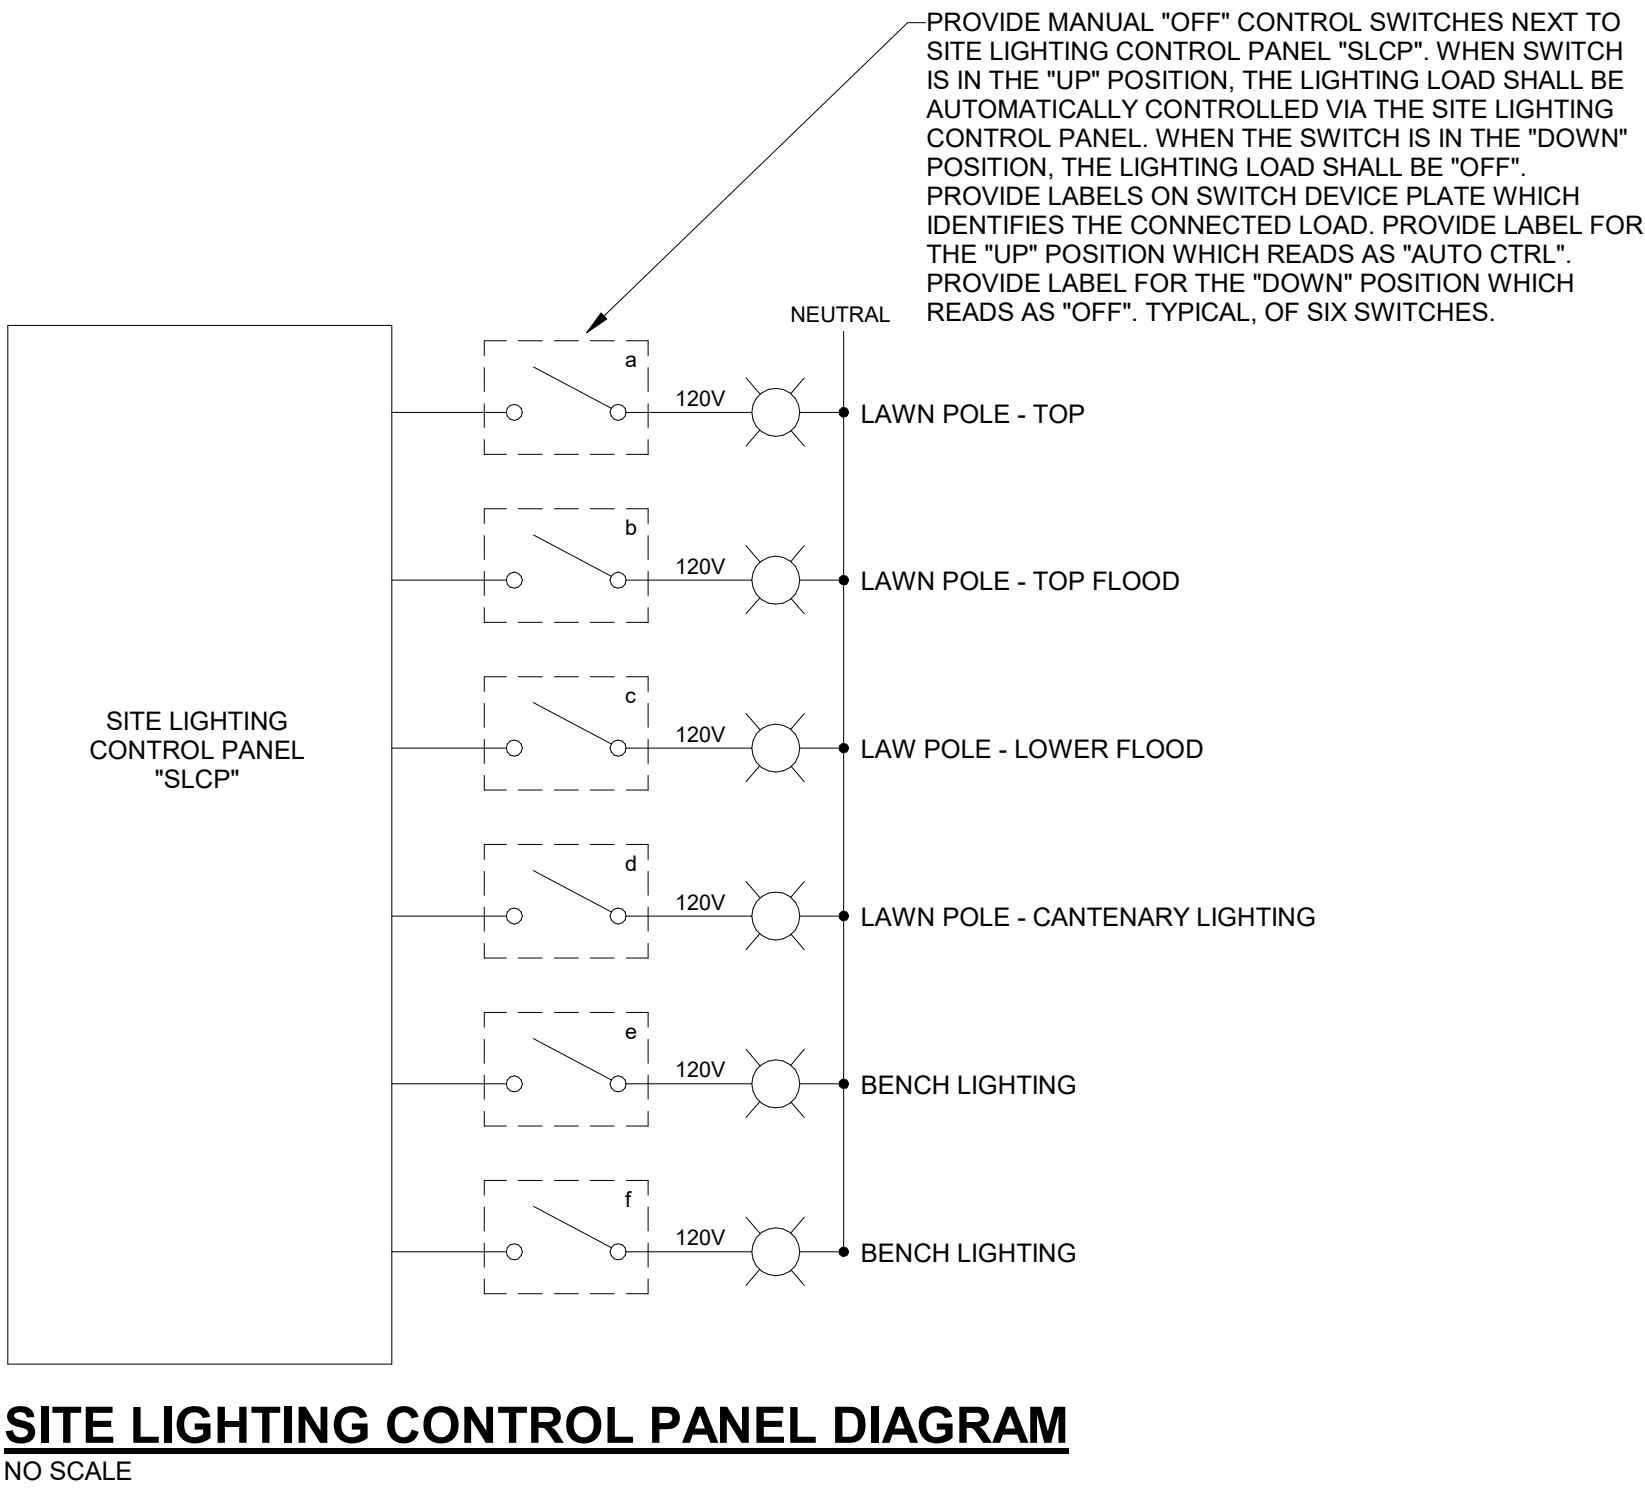 PROVIDE MANUAL "OFF" CONTROL SWITCHES NEXT TO
SITE LIGHTING CONTROL PANEL "SLCP". WHEN SWITCH
IS IN THE "UP" POSITION, THE LIGHTING LOAD SHALL BE
AUTOMATICALLY CONTROLLED VIA THE SITE LIGHTING
CONTROL PANEL. WHEN THE SWITCH IS IN THE "DOWN"
POSITION, THE LIGHTING LOAD SHALL BE "OFF".
PROVIDE LABELS ON SWITCH DEVICE PLATE WHICH
IDENTIFIES THE CONNECTED LOAD. PROVIDE LABEL FOR
THE "UP" POSITION WHICH READS AS "AUTO CTRL".
PROVIDE LABEL FOR THE "DOWN" POSITION WHICH
READS AS "OFF". TYPICAL, OF SIX SWITCHES.
NEUTRAL
a
120V
LAWN POLE - TOP
b
120V
LAWN POLE - TOP FLOOD
c
120V
LAW POLE - LOWER FLOOD
SITE LIGHTING
CONTROL PANEL
"SLCP"
d
120V
LAWN POLE - CANTENARY LIGHTING
e
120V
BENCH LIGHTING
f
120V
BENCH LIGHTING
SITE LIGHTING CONTROL PANEL DIAGRAM
NO SCALE